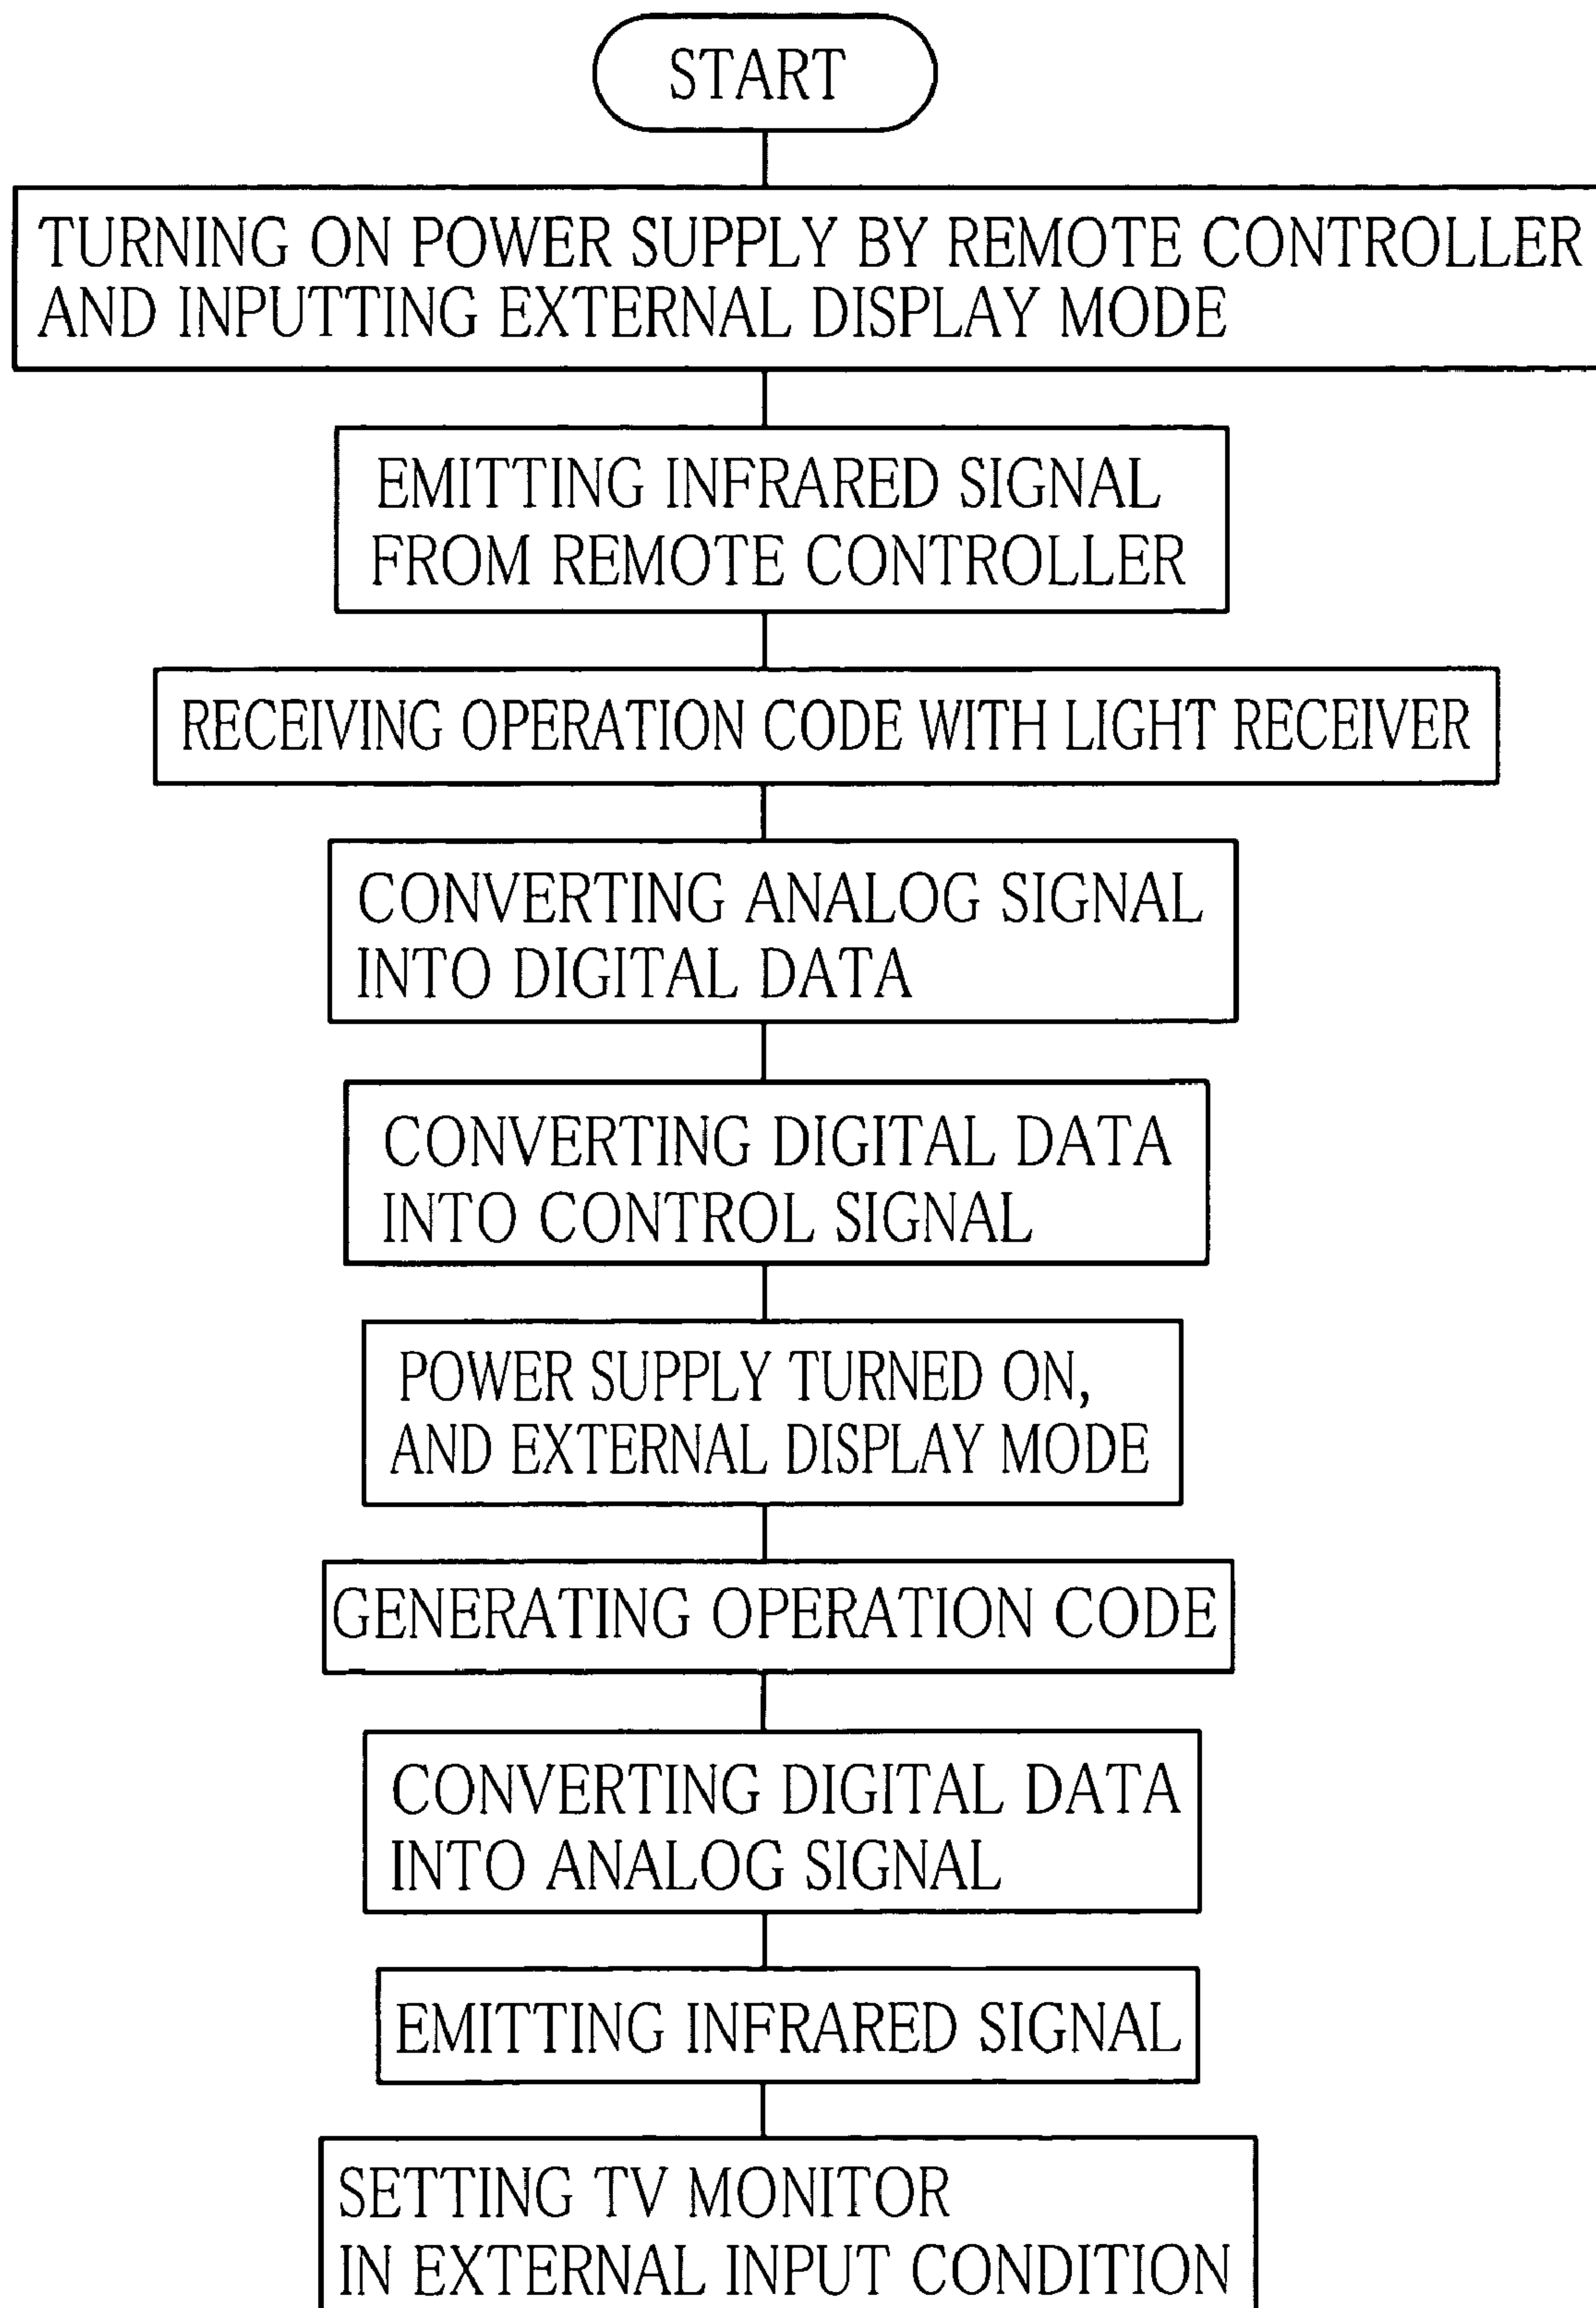 START
TURNING ON POWER SUPPLY BY REMOTE CONTROLLER
AND INPUTTING EXTERNAL DISPLAY MODE
EMITTING INFRARED SIGNAL
FROM REMOTE CONTROLLER
RECEIVING OPERATION CODE WITH LIGHT RECEIVER
CONVERTING ANALOG SIGNAL
INTO DIGITAL DATA
CONVERTING DIGITAL DATA
INTO CONTROL SIGNAL
POWER SUPPLY TURNED ON,
AND EXTERNAL DISPLAY MODE
GENERATING OPERATION CODE
CONVERTING DIGITAL DATA
INTO ANALOG SIGNAL
EMITTING INFRARED SIGNAL
SETTING TV MONITOR
IN EXTERNAL INPUT CONDITION